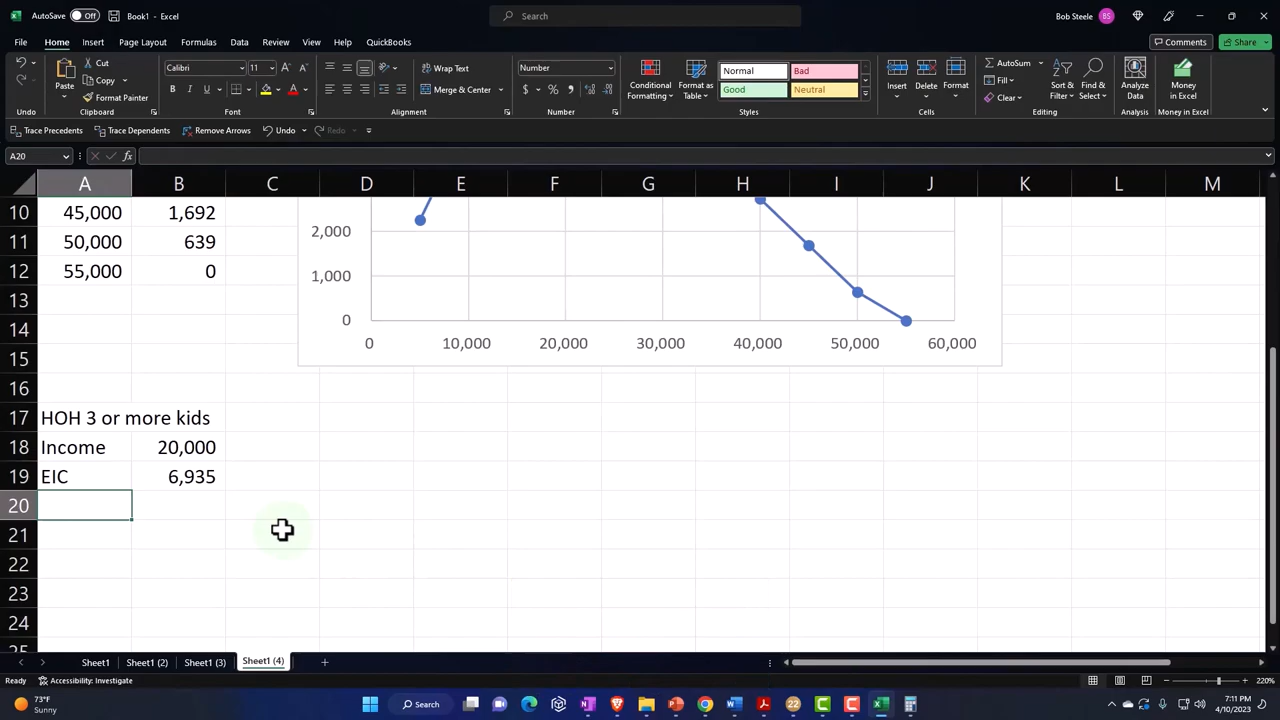 AutoSave Off Book1 - Excel Search Bob Steele BS
File Home Insert Page Layout Formulas Data Review View Help QuickBooks Comments Share
Undo Paste Cut Copy Format Painter Clipboard
Calibri 11 B I U A Font
Wrap Text Merge & Center Alignment
Number $ % Number
Conditional Formatting Format as Table Normal Bad Good Neutral Styles
Insert Delete Format Cells
AutoSum Fill Clear Sort & Filter Find & Select Editing
Analyze Data Analysis
Money in Excel Money in Excel
Trace Precedents Trace Dependents Remove Arrows Undo Redo
A20 fx
A B C D E F G H I J K L M
10 45,000 1,692
11 50,000 639
12 55,000 0
13
14
15
16
17 HOH 3 or more kids
18 Income 20,000
19 EIC 6,935
20
21
22
23
24
25
2,000
1,000
0
0 10,000 20,000 30,000 40,000 50,000 60,000
Sheet1 Sheet1 (2) Sheet1 (3) Sheet1 (4)
Ready Accessibility: Investigate 220%
73°F
Sunny
Search
22
7:11 PM
4/10/2023